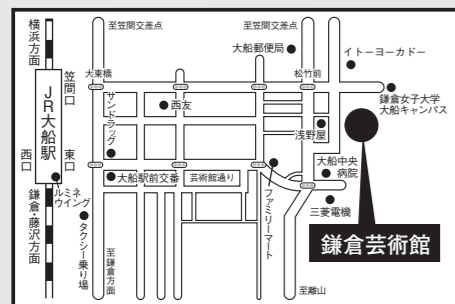 横浜方面
至笠間交差点
至笠間交差点
大船郵便局
イトーヨーカドー
笠間口
大東橋
松竹前
JR大船駅
サンドラッグ
西友
鎌倉女子大学
大船キャンパス
浅野屋
西口
東口
大船中央
病院
ルミネ
ウイング
大船駅前交番
芸術館通り
ファミリーマート
三菱電機
鎌倉・藤沢方面
タクシー乗り場
至鎌倉方面
鎌倉芸術館
至離山